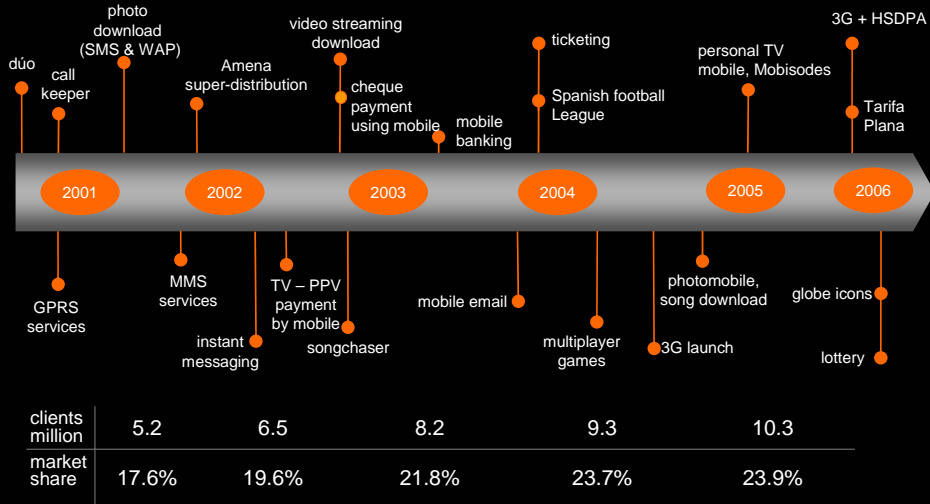 dúo
call
keeper
photo
download
(SMS & WAP)
Amena
super-distribution
video streaming
download
cheque
payment
using mobile
mobile
banking
ticketing
Spanish football
League
personal TV
mobile, Mobisodes
3G + HSDPA
Tarifa
Plana
2001
2002
2003
2004
2005
2006
GPRS
services
MMS
services
instant
messaging
TV – PPV
payment
by mobile
songchaser
mobile email
multiplayer
games
3G launch
photomobile,
song download
globe icons
lottery
clients
million
5.2
6.5
8.2
9.3
10.3
market
share
17.6%
19.6%
21.8%
23.7%
23.9%